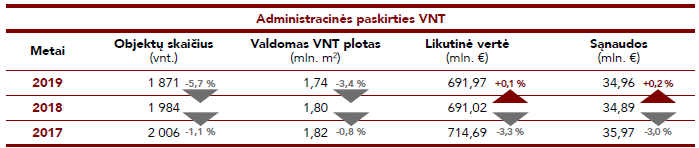 Administracinės paskirties VNT
Metai Objektų skaičius (vnt.) Valdomas VNT plotas (mln. m²) Likutinė vertė (mln. €) Sąnaudos (mln. €)
2019 1 871 -5,7 % 1,74 -3,4 % 691,97 +0,1 % 34,96 +0,2 %
2018 1 984 1,80 691,02 34,89
2017 2 006 -1,1 % 1,82 -0,8 % 714,69 -3,3 % 35,97 -3,0 %